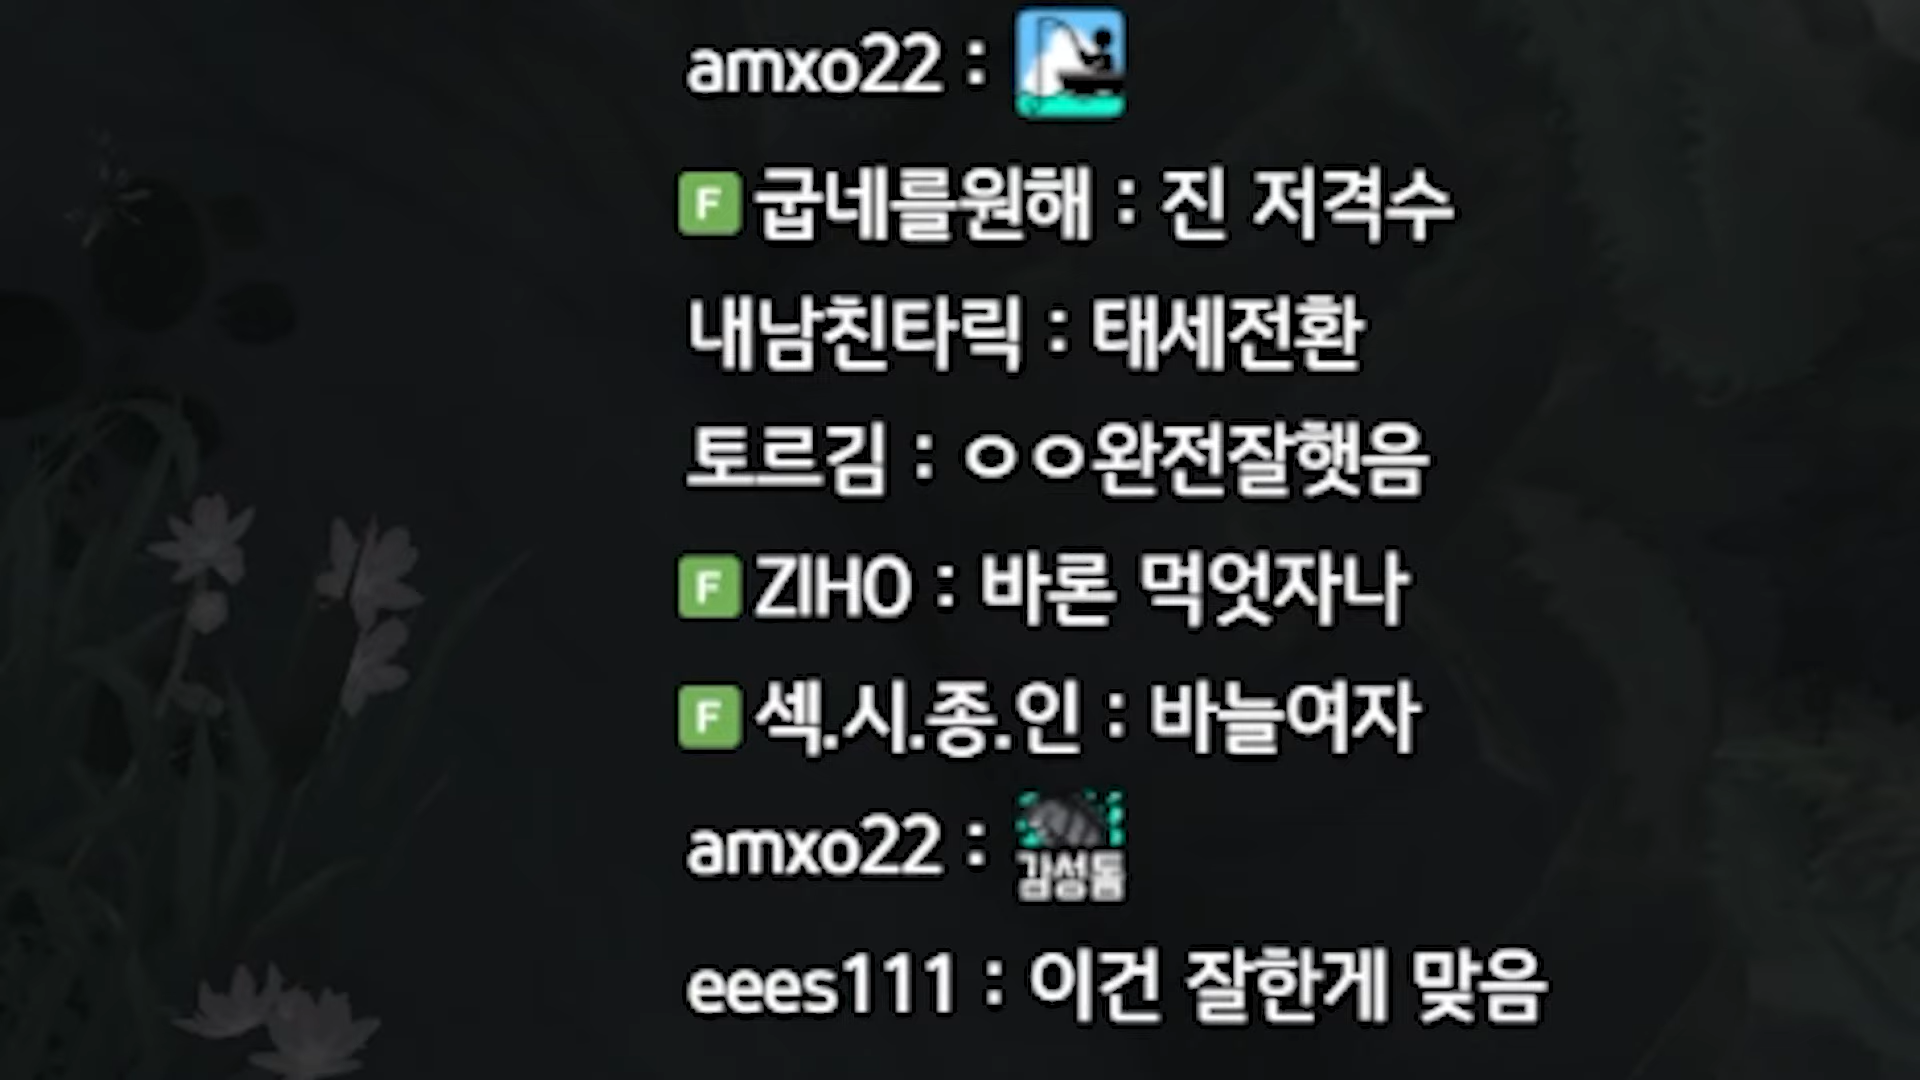 amxo22 :
F 굽네를원해 : 진 저격수
내남친타릭 : 태세전환
토르김 : ㅇㅇ완전잘햇음
F ZIHO : 바론 먹엇자나
F 섹.시.종.인 : 바늘여자
amxo22 : 감성돔
eees111 : 이건 잘한게 맞음